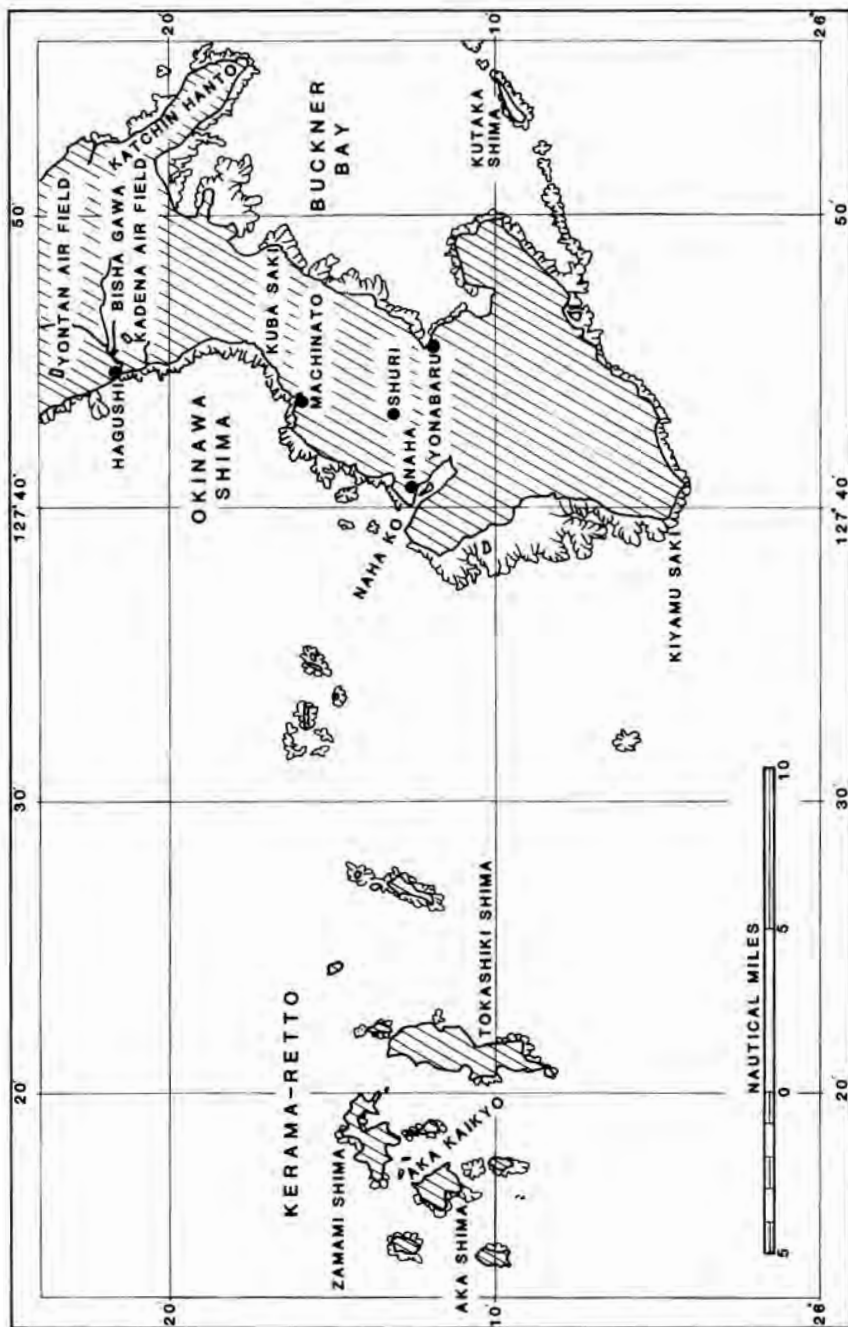 20'
10'
26°
YONTAN AIR FIELD
HAGUSHI
BISHA GAWA
KADENA AIR FIELD
KATCHIN HANTO
OKINAWA
SHIMA
KUBA SAKI
MACHINATO
BUCKNER
BAY
SHURI
NAHA
YONABARU
NAHA KO
KUTAKA
SHIMA
KIYAMU SAKI
KERAMA-RETTO
ZAMAMI SHIMA
AKA KAIKYO
AKA SHIMA
TOKASHIKI SHIMA
NAUTICAL MILES
5
0
5
10
20'
30'
127° 40'
50'
20'
30'
127° 40'
50'
20'
10'
26°